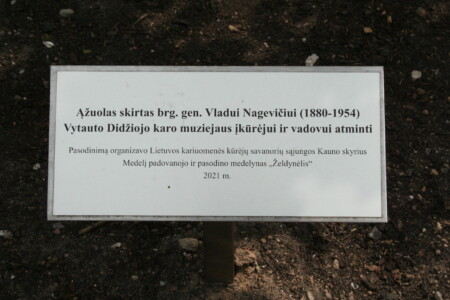 Ąžuolas skirtas brg. gen. Vladui Nagevičiui (1880-1954)
Vytauto Didžiojo karo muziejaus įkūrėjui ir vadovui atminti
Pasodinimą organizavo Lietuvos kariuomenės kūrėjų savanorių sąjungos Kauno skyrius
Medelį padovanojo ir pasodino medelynas „Želdynėlis“
2021 m.